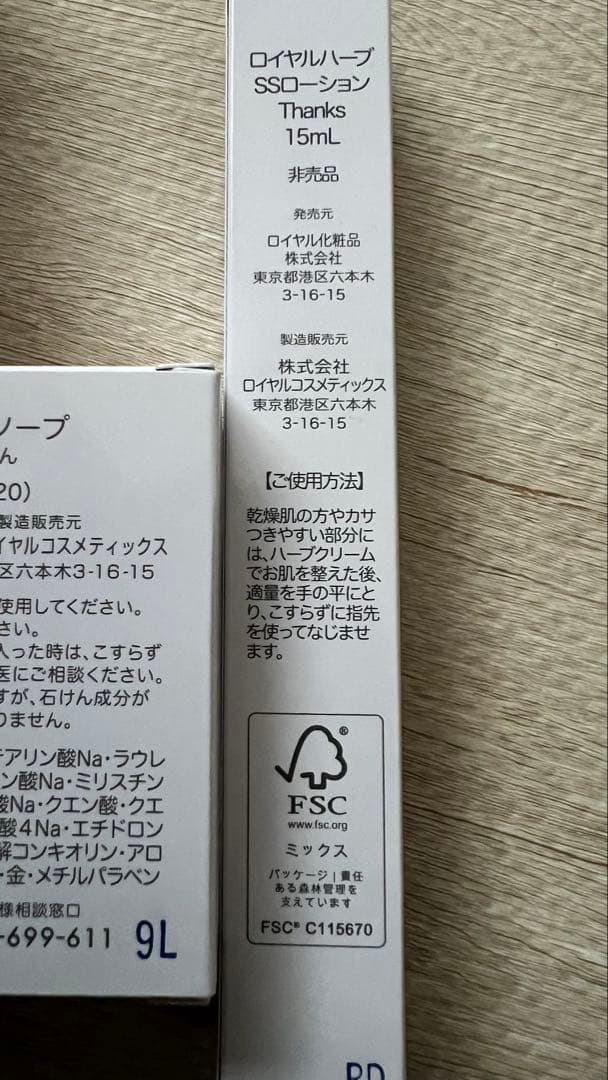 ロイヤルハーブ
SSローション
Thanks
15mL
非売品
発売元
ロイヤル化粧品
株式会社
東京都港区六本木
3-16-15
製造販売元
株式会社
ロイヤルコスメティックス
東京都港区六本木
3-16-15
【ご使用方法】
乾燥肌の方やカサ
つきやすい部分に
は、ハーブクリーム
でお肌を整えた後、
適量を手の平にと
り、こすらずに指先
を使ってなじませ
ます。
FSC®
www.fsc.org
ミックス
パッケージ|責任
ある森林管理を
支えています
FSC® C115670
ソープ
ん
20)
製造販売元
イヤルコスメティックス
区六本木3-16-15
使用してください。
さい。
入った時は、こすらず
医にご相談ください。
すが、石けん成分が
りません。
テアリン酸Na・ラウレ
ン酸Na・ミリスチン
酸Na・クエン酸・クエ
酸4Na・エチドロン
解コンキオリン・アロ
・金・メチルパラベン
様相談窓口
-699-611 9L